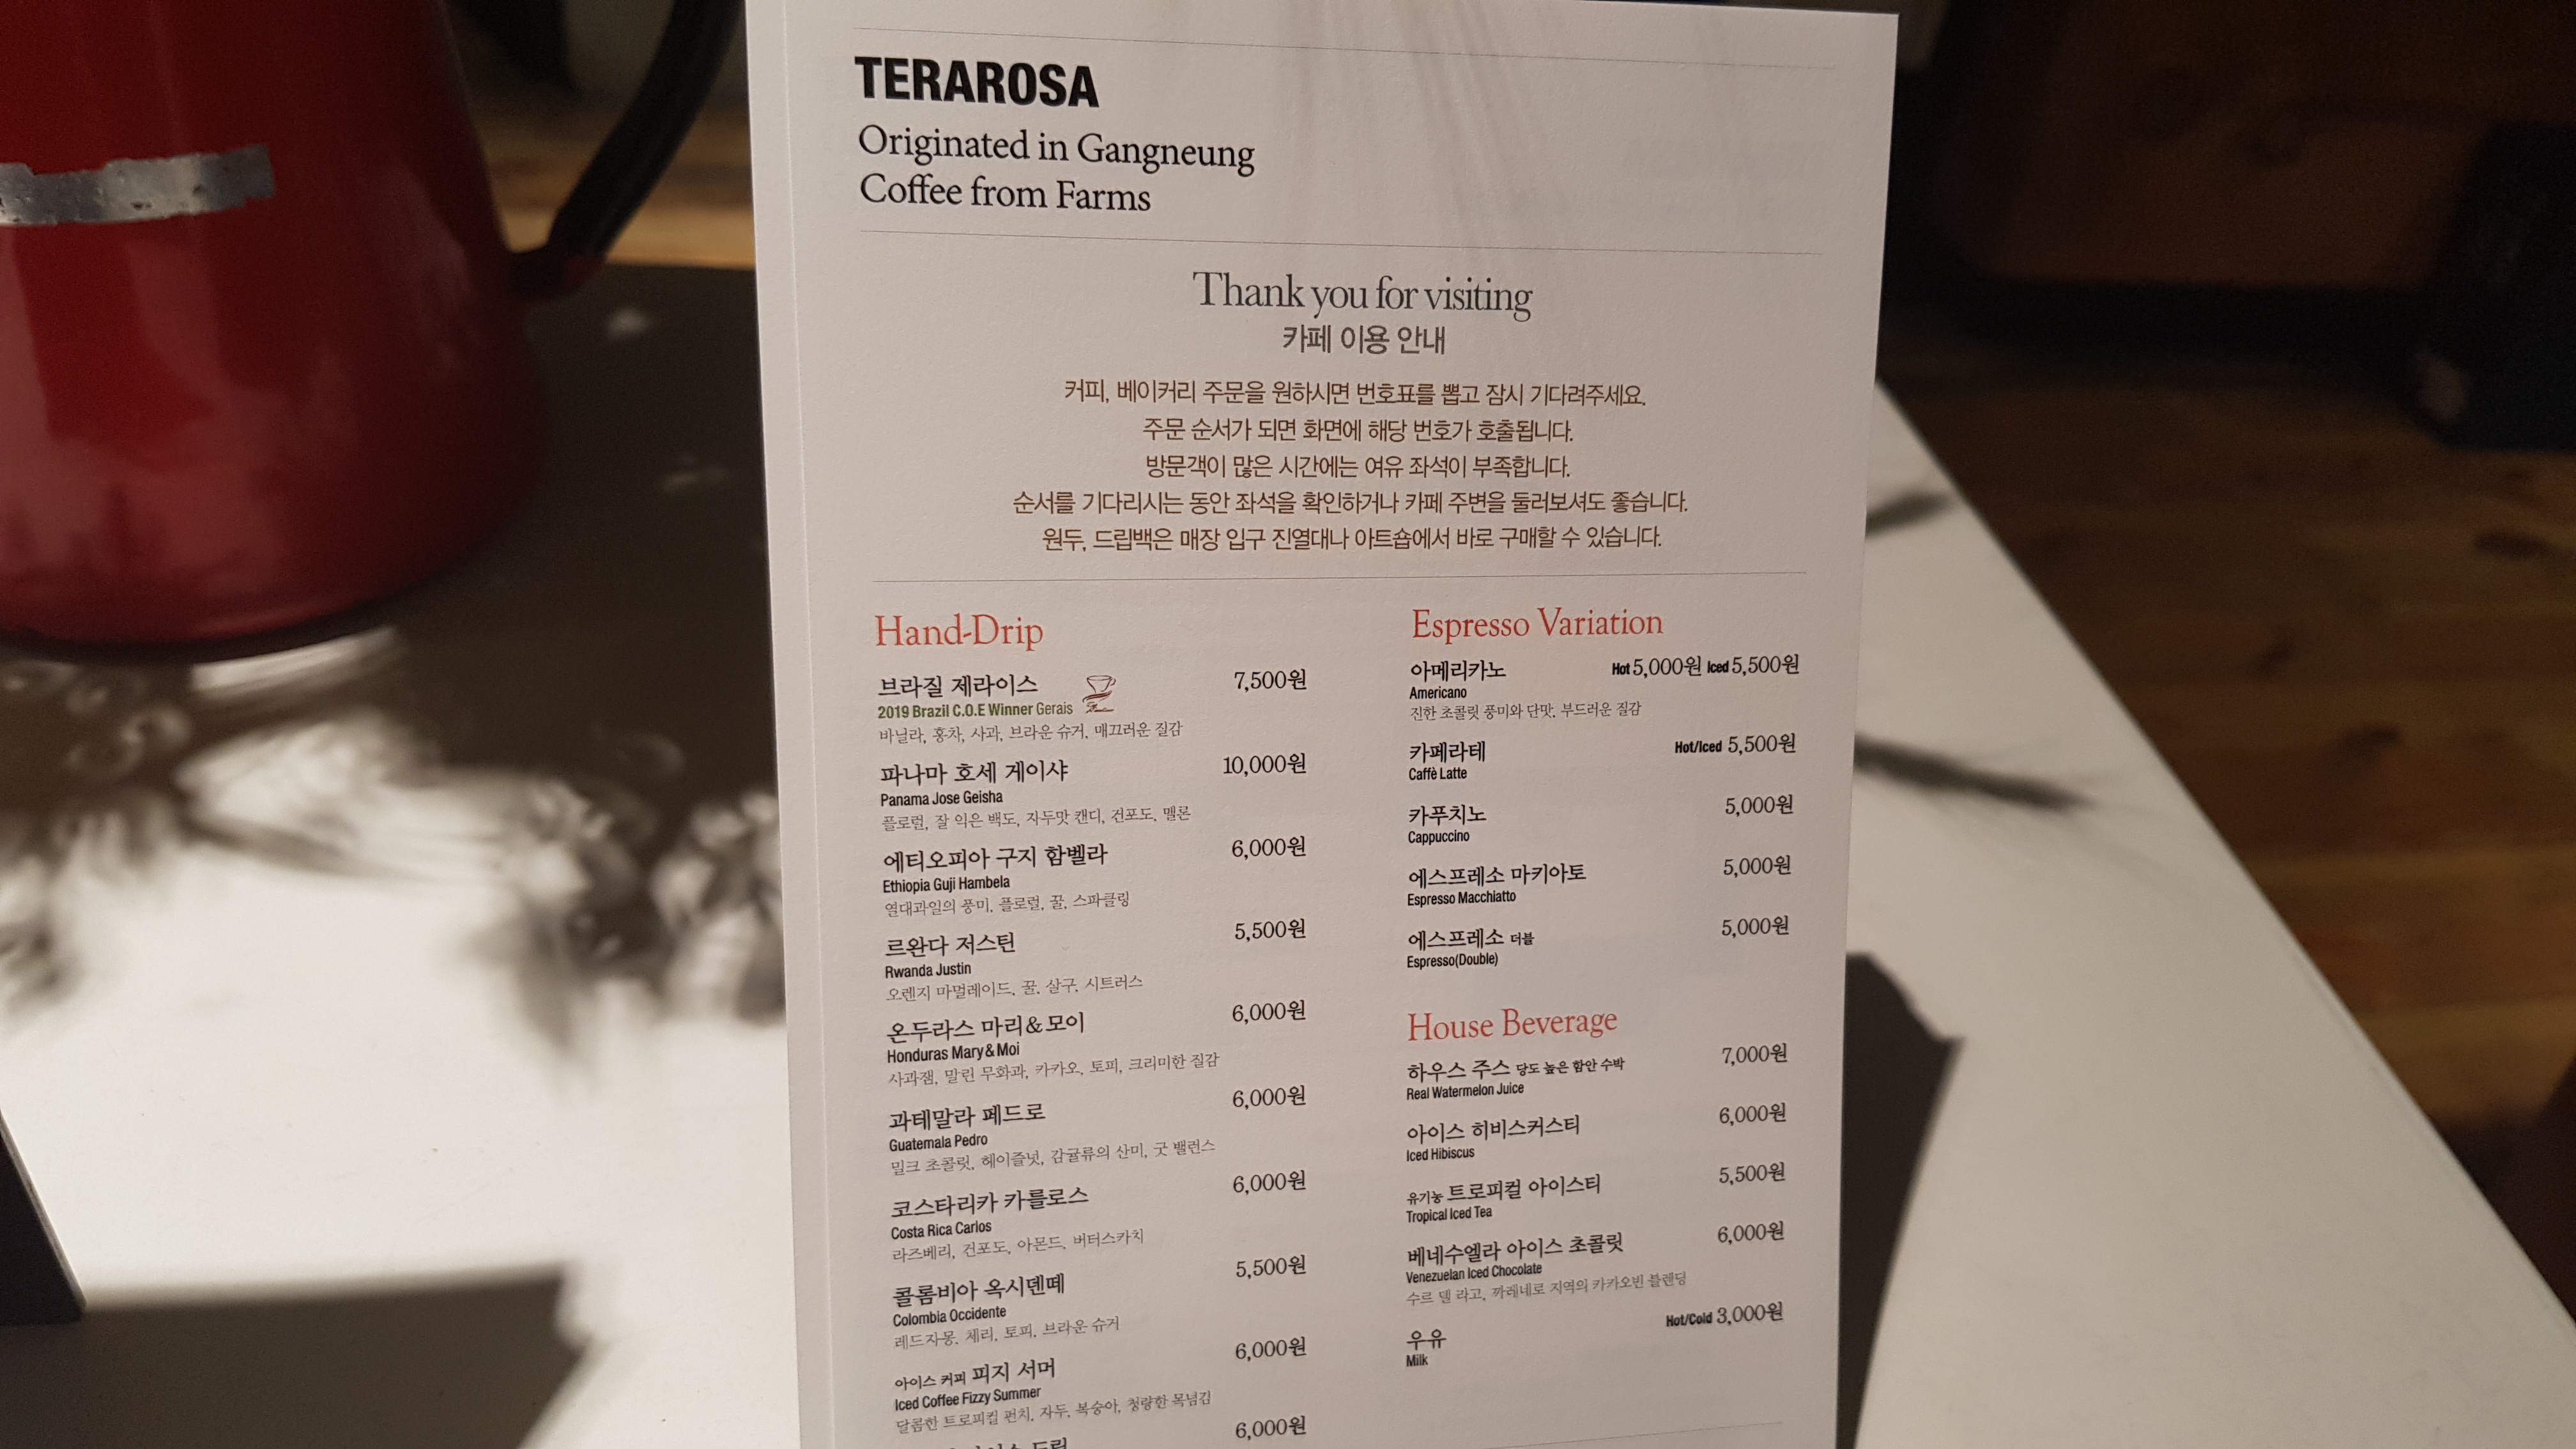 TERAROSA
Originated in Gangneung
Coffee from Farms
Thank you for visiting
카페 이용 안내
커피, 베이커리 주문을 원하시면 번호표를 뽑고 잠시 기다려주세요.
주문 순서가 되면 화면에 해당 번호가 호출됩니다.
방문객이 많은 시간에는 여유 좌석이 부족합니다.
순서를 기다리시는 동안 좌석을 확인하거나 카페 주변을 둘러보셔도 좋습니다.
원두, 드립백은 매장 입구 진열대나 아트숍에서 바로 구매할 수 있습니다.
Hand-Drip
브라질 제라이스 7,500원
2019 Brazil C.O.E Winner Gerais
바닐라, 홍차, 사과, 브라운 슈거, 매끄러운 질감
파나마 호세 게이샤 10,000원
Panama Jose Geisha
플로럴, 잘 익은 백도, 자두맛 캔디, 건포도, 멜론
에티오피아 구지 함벨라 6,000원
Ethiopia Guji Hambela
열대과일의 풍미, 플로럴, 꿀, 스파클링
르완다 저스틴 5,500원
Rwanda Justin
오렌지 마멀레이드, 꿀, 살구, 시트러스
온두라스 마리&모이 6,000원
Honduras Mary&Moi
사과잼, 말린 무화과, 카카오, 토피, 크리미한 질감
과테말라 페드로 6,000원
Guatemala Pedro
밀크 초콜릿, 헤이즐넛, 감귤류의 산미, 굿 밸런스
코스타리카 카를로스 6,000원
Costa Rica Carlos
라즈베리, 건포도, 아몬드, 버터스카치
콜롬비아 옥시덴떼 5,500원
Colombia Occidente
레드자몽, 체리, 토피, 브라운 슈거
아이스 커피 피지 서머 6,000원
Iced Coffee Fizzy Summer
달콤한 트로피컬 펀치, 자두, 복숭아, 청량한 목넘김
6,000원
Espresso Variation
아메리카노 Hot 5,000원 Iced 5,500원
Americano
진한 초콜릿 풍미와 단맛, 부드러운 질감
카페라테 Hot/Iced 5,500원
Caffè Latte
카푸치노 5,000원
Cappuccino
에스프레소 마키아토 5,000원
Espresso Macchiatto
에스프레소 더블 5,000원
Espresso(Double)
House Beverage
하우스 주스 당도 높은 함안 수박 7,000원
Real Watermelon Juice
아이스 히비스커스티 6,000원
Iced Hibiscus
유기농 트로피컬 아이스티 5,500원
Tropical Iced Tea
베네수엘라 아이스 초콜릿 6,000원
Venezuelan Iced Chocolate
수르 델 라고, 까레네로 지역의 카카오빈 블렌딩
우유 Hot/Cold 3,000원
Milk